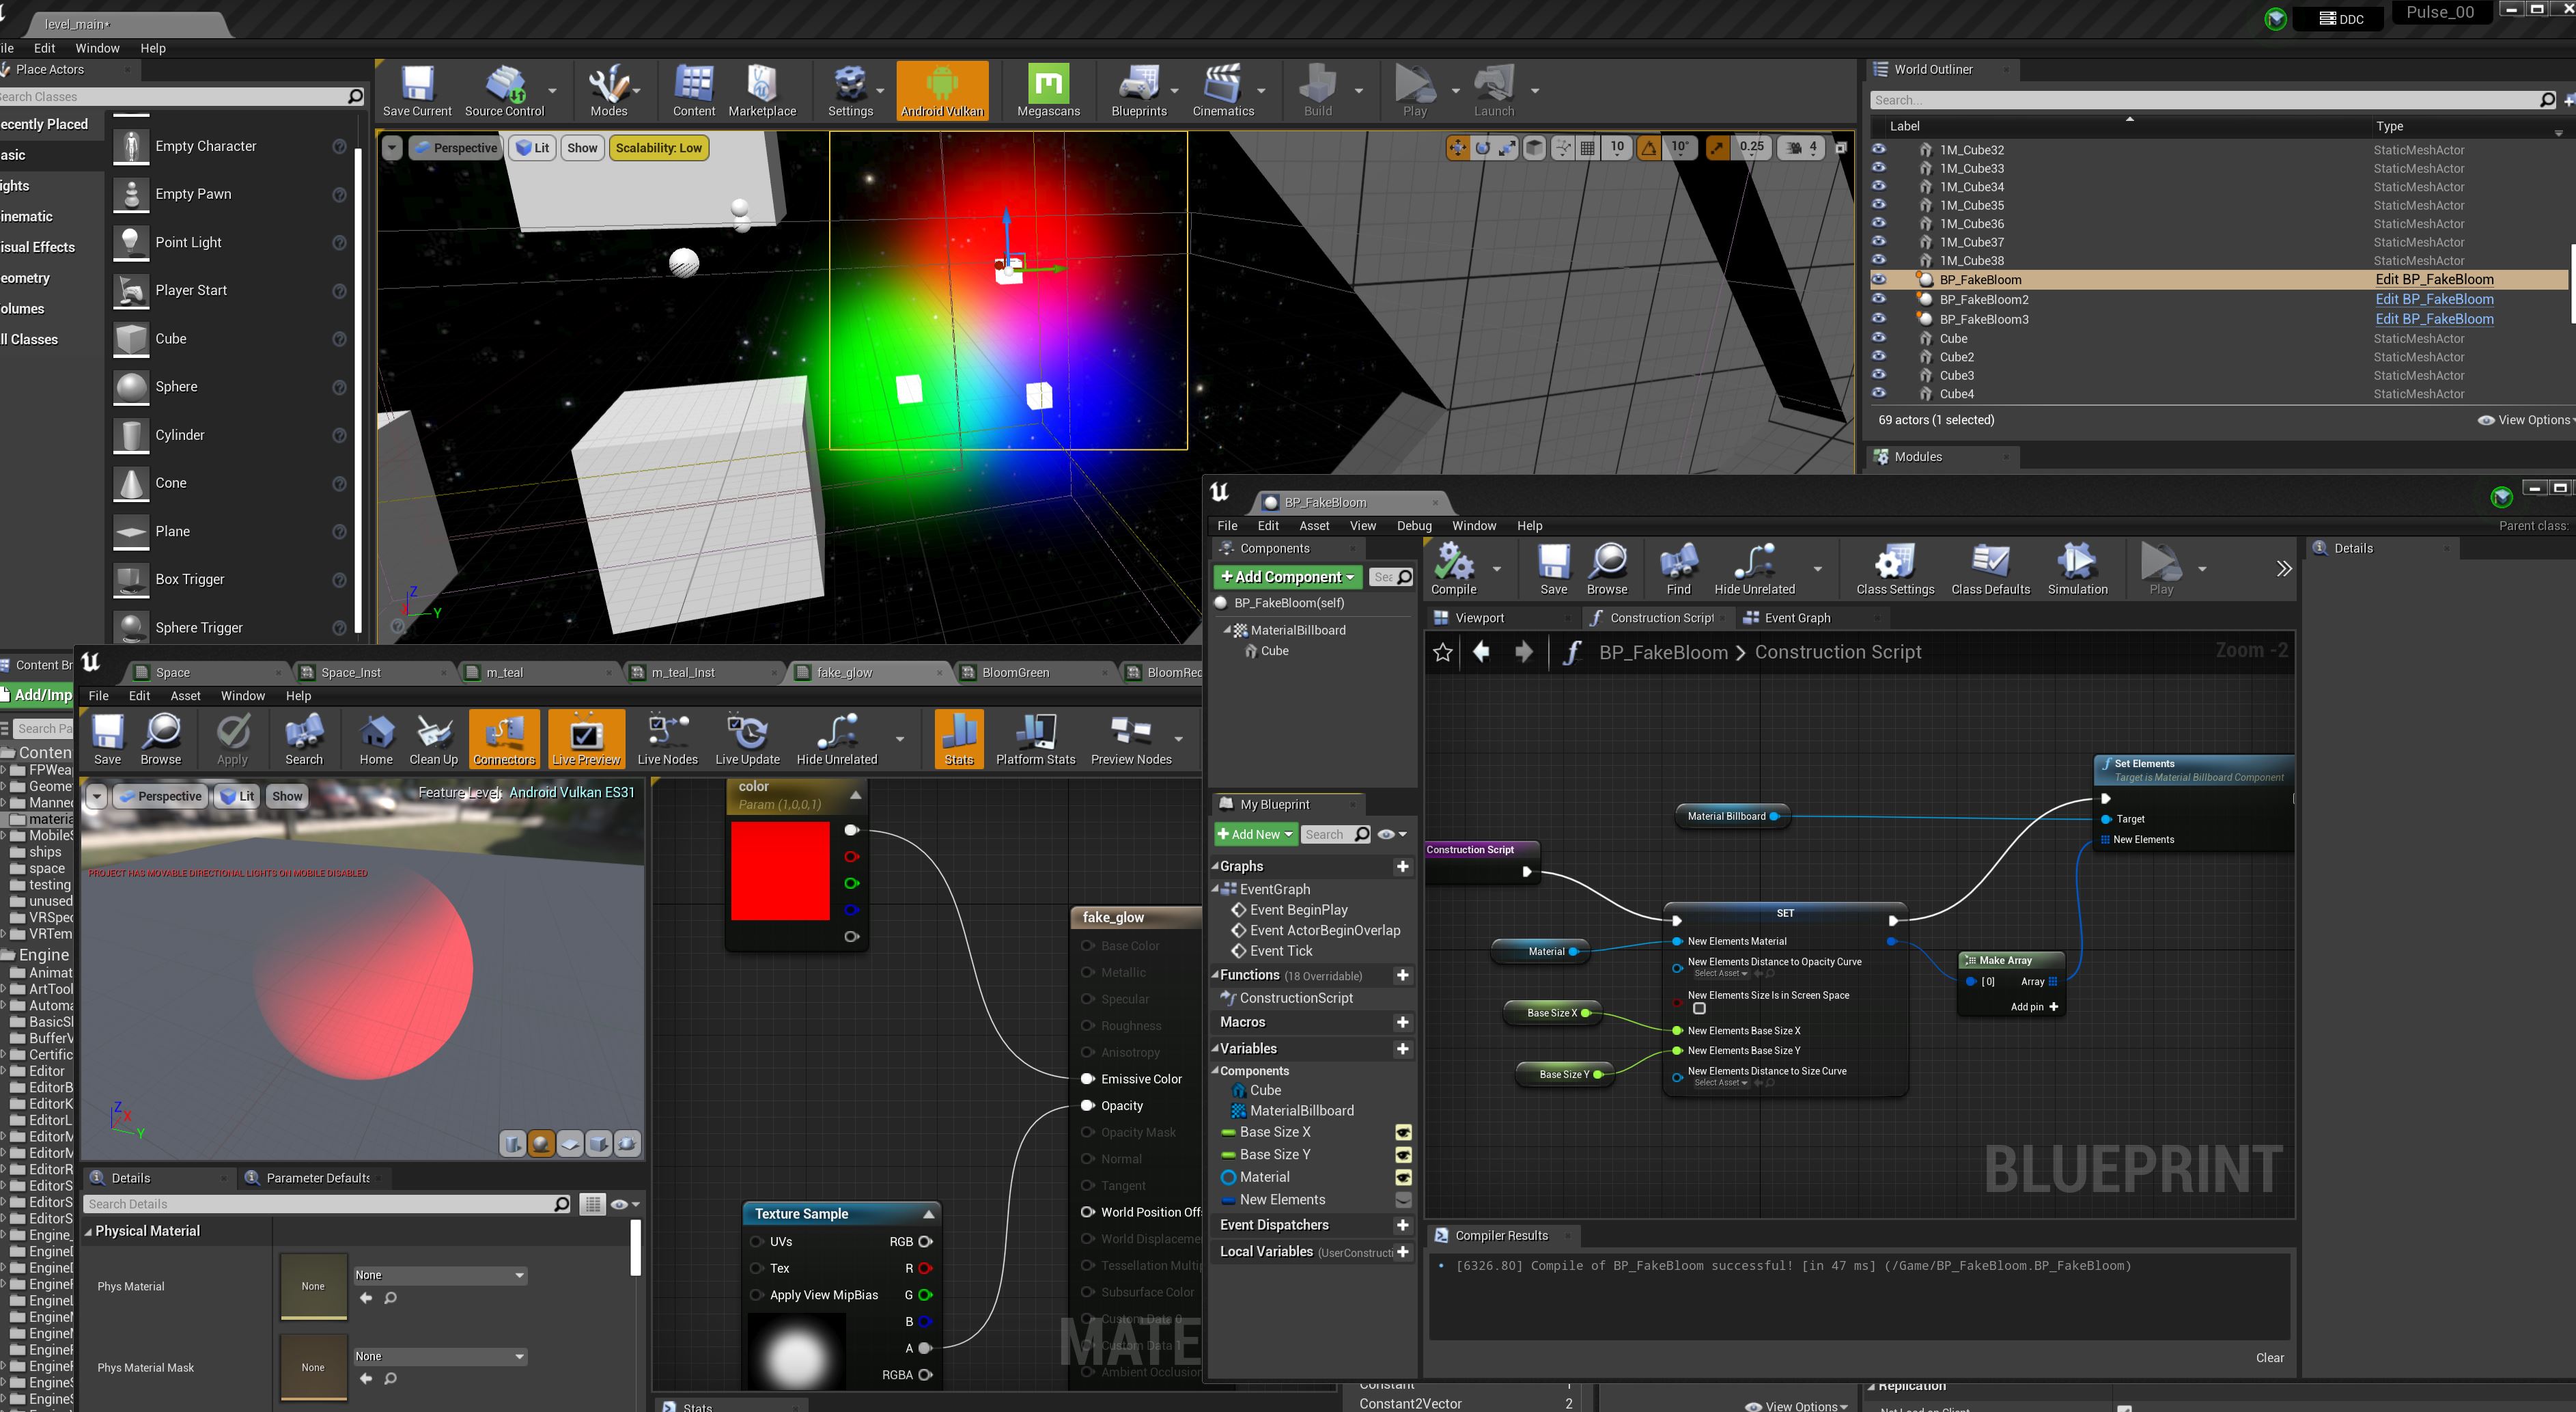 level_main•
DDC
Pulse_00
ile Edit Window Help
Place Actors
earch Classes
ecently Placed
asic
ights
inematic
isual Effects
eometry
olumes
ll Classes
Empty Character
Empty Pawn
Point Light
Player Start
Cube
Sphere
Cylinder
Cone
Plane
Box Trigger
Sphere Trigger
Save Current Source Control Modes Content Marketplace Settings Android Vulkan Megascans Blueprints Cinematics Build Play Launch
Perspective Lit Show Scalability: Low
10 10° 0.25 4
Z
X Y
World Outliner
Search...
Label Type
1M_Cube32 StaticMeshActor
1M_Cube33 StaticMeshActor
1M_Cube34 StaticMeshActor
1M_Cube35 StaticMeshActor
1M_Cube36 StaticMeshActor
1M_Cube37 StaticMeshActor
1M_Cube38 StaticMeshActor
BP_FakeBloom Edit BP_FakeBloom
BP_FakeBloom2 Edit BP_FakeBloom
BP_FakeBloom3 Edit BP_FakeBloom
Cube StaticMeshActor
Cube2 StaticMeshActor
Cube3 StaticMeshActor
Cube4 StaticMeshActor
69 actors (1 selected) View Options
Modules
Content Br
Add/Imp
Search Pa
Conten
FPWea
Geome
Manne
materia
MobileS
ships
space
testing
unused
VRSpec
VRTem
Engine
Animat
ArtTool
Automa
BasicSh
BufferV
Certific
Editor
EditorB
EditorK
EditorL
EditorM
EditorM
EditorR
EditorS
EditorS
EditorS
Engine_
EngineD
EngineD
EngineF
EngineL
EngineM
EngineM
EngineR
EngineS
EngineS
Space Space_Inst m_teal m_teal_Inst fake_glow BloomGreen BloomRed
File Edit Asset Window Help
Save Browse Apply Search Home Clean Up Connectors Live Preview Live Nodes Live Update Hide Unrelated Stats Platform Stats Preview Nodes
Perspective Lit Show
Feature Level: Android Vulkan ES31
PROJECT HAS MOVABLE DIRECTIONAL LIGHTS ON MOBILE DISABLED
Z X
Y
Details Parameter Defaults
Search Details
Physical Material
Phys Material None None
Phys Material Mask None None
color
Param (1,0,0,1)
Texture Sample
UVs RGB
Tex R
Apply View MipBias G
B
A
RGBA
fake_glow
Base Color
Metallic
Specular
Roughness
Anisotropy
Emissive Color
Opacity
Opacity Mask
Normal
Tangent
World Position Off
World Displaceme
Tessellation Multip
Subsurface Color
Custom Data 0
Custom Data 1
Ambient Occlusion
MATE
Stats
BP_FakeBloom
File Edit Asset View Debug Window Help
Parent class:
Components
Add Component
Sea
BP_FakeBloom(self)
MaterialBillboard
Cube
My Blueprint
Add New Search
Graphs
EventGraph
Event BeginPlay
Event ActorBeginOverlap
Event Tick
Functions (18 Overridable)
ConstructionScript
Macros
Variables
Components
Cube
MaterialBillboard
Base Size X
Base Size Y
Material
New Elements
Event Dispatchers
Local Variables (UserConstructi
Compile Save Browse Find Hide Unrelated Class Settings Class Defaults Simulation Play
Viewport Construction Script Event Graph
BP_FakeBloom > Construction Script
Zoom -2
Construction Script
Material Billboard
Material
Base Size X
Base Size Y
SET
New Elements Material
New Elements Distance to Opacity Curve
Select Asset
New Elements Size Is in Screen Space
New Elements Base Size X
New Elements Base Size Y
New Elements Distance to Size Curve
Select Asset
Make Array
[0] Array
Add pin
Set Elements
Target is Material Billboard Component
Target
New Elements
BLUEPRINT
Compiler Results
[6326.80] Compile of BP_FakeBloom successful! [in 47 ms] (/Game/BP_FakeBloom.BP_FakeBloom)
Clear
Details
Constant 1
Constant2Vector 2
View Options
Replication